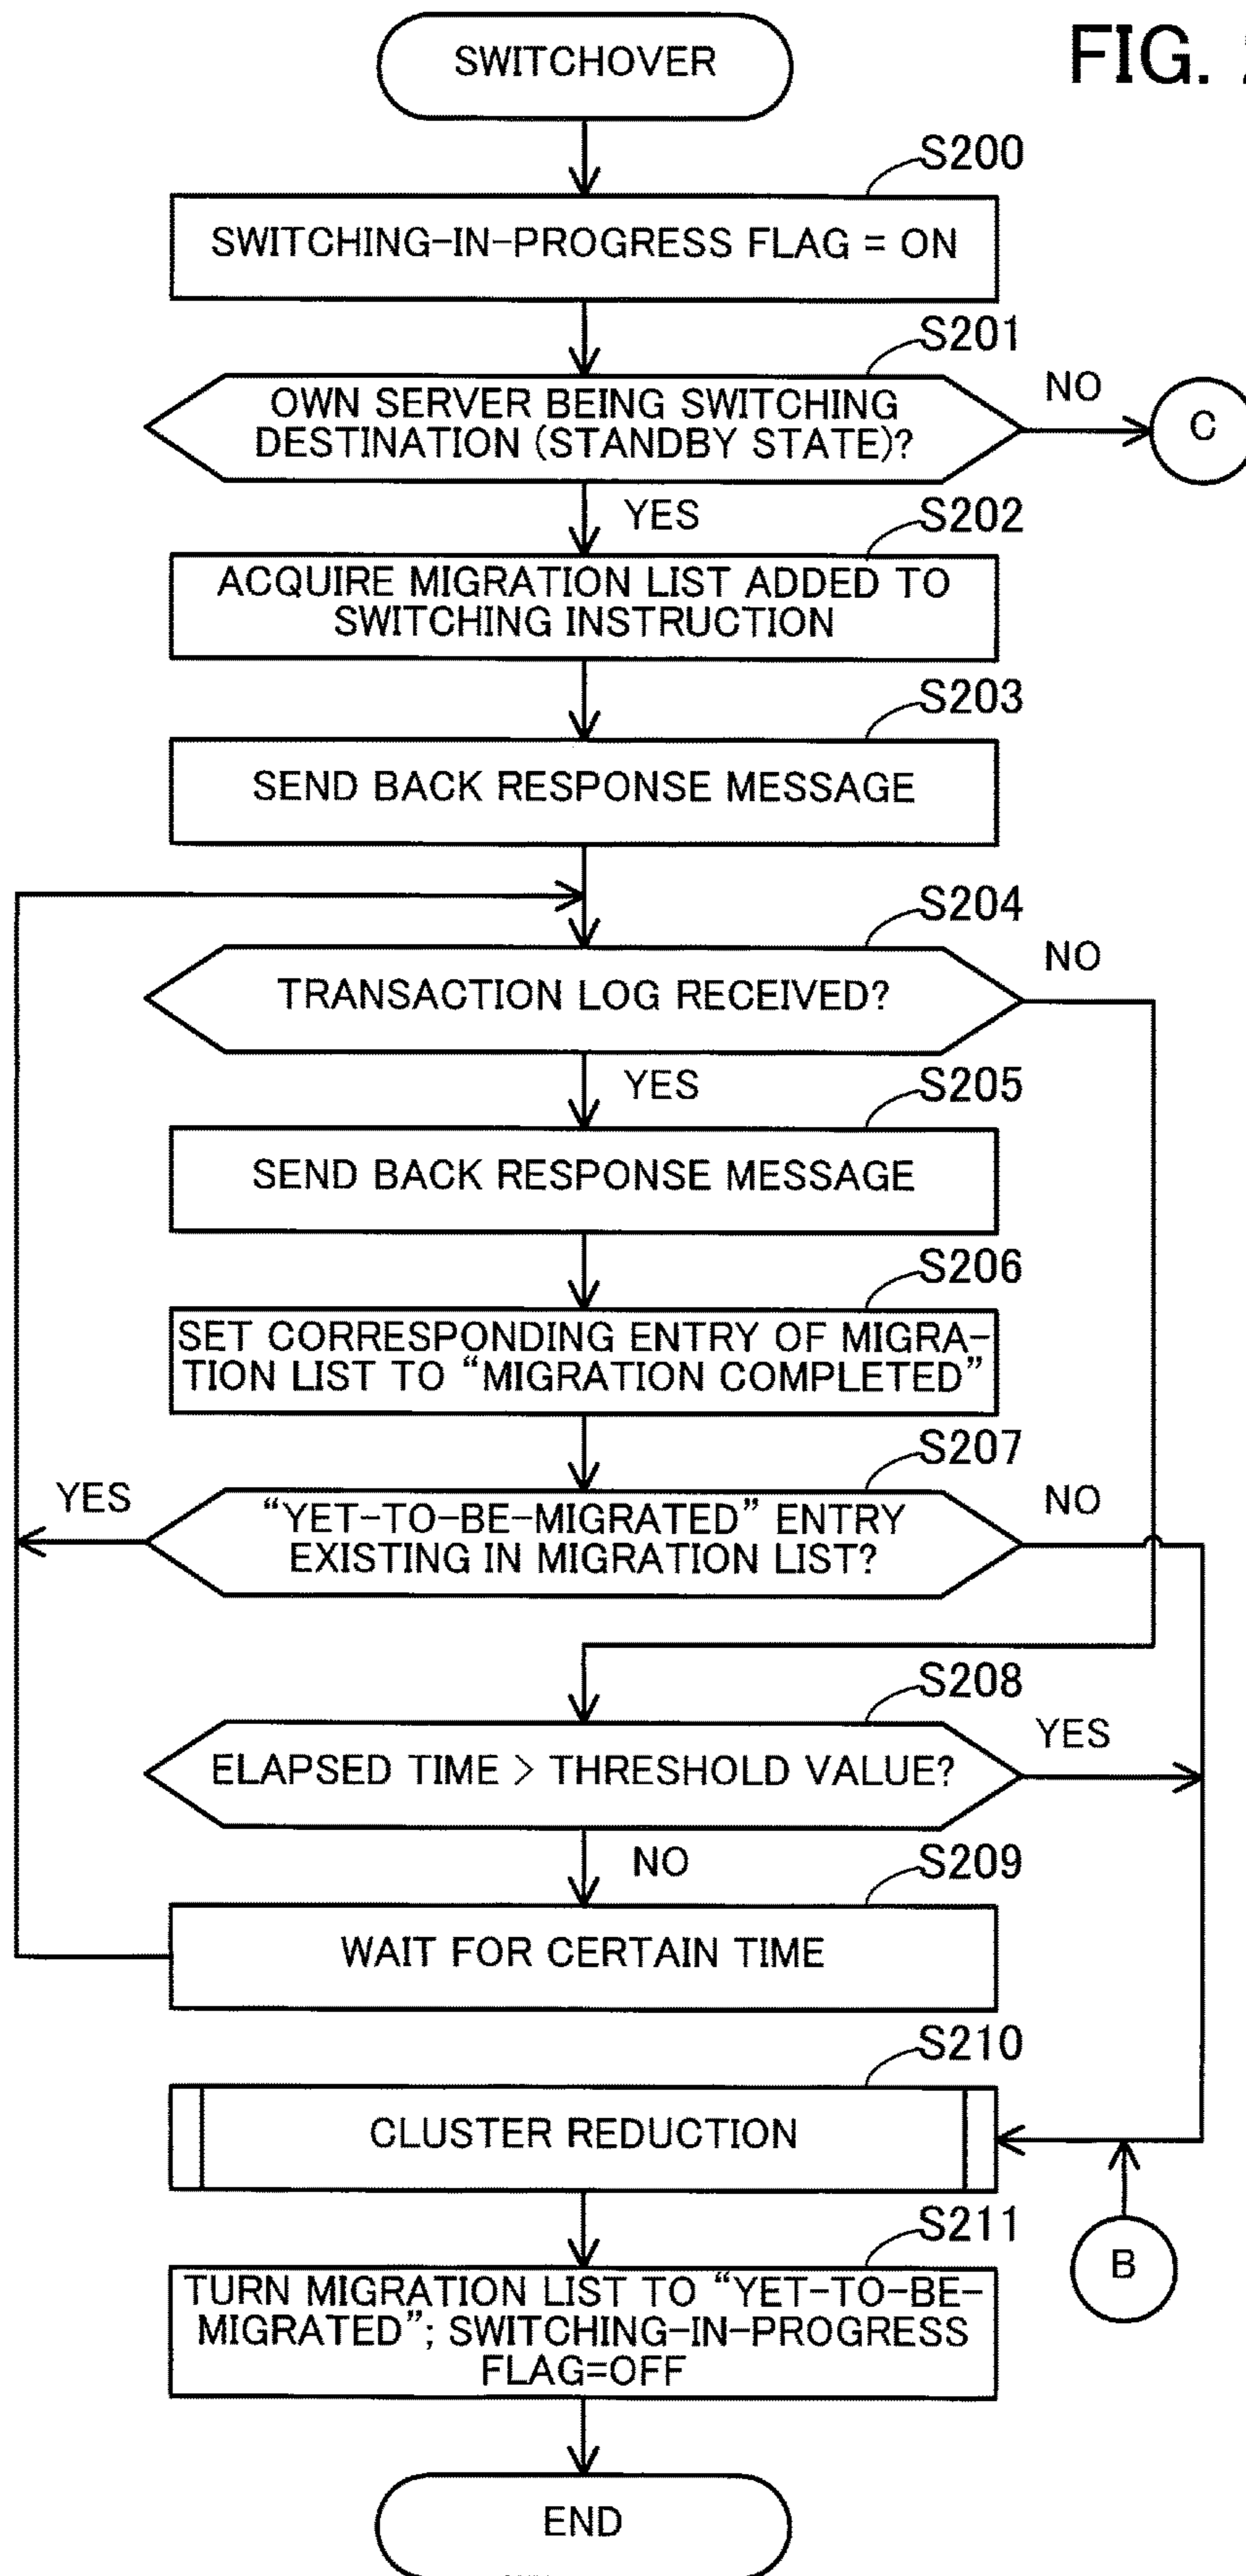 SWITCHOVER
FIG.
S200
SWITCHING-IN-PROGRESS FLAG = ON
S201
OWN SERVER BEING SWITCHING
DESTINATION (STANDBY STATE)?
NO
C
YES
S202
ACQUIRE MIGRATION LIST ADDED TO
SWITCHING INSTRUCTION
S203
SEND BACK RESPONSE MESSAGE
S204
TRANSACTION LOG RECEIVED?
NO
YES
S205
SEND BACK RESPONSE MESSAGE
S206
SET CORRESPONDING ENTRY OF MIGRA-
TION LIST TO “MIGRATION COMPLETED”
S207
YES
“YET-TO-BE-MIGRATED” ENTRY
EXISTING IN MIGRATION LIST?
NO
S208
ELAPSED TIME > THRESHOLD VALUE?
YES
NO
S209
WAIT FOR CERTAIN TIME
S210
CLUSTER REDUCTION
S211
B
TURN MIGRATION LIST TO “YET-TO-BE-
MIGRATED”; SWITCHING-IN-PROGRESS
FLAG=OFF
END